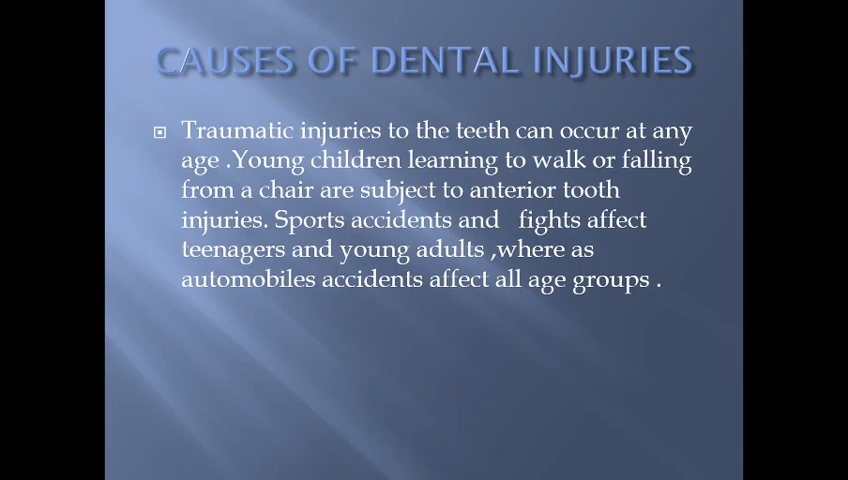 CAUSES OF DENTAL INJURIES
Traumatic injuries to the teeth can occur at any
age .Young children learning to walk or falling
from a chair are subject to anterior tooth
injuries. Sports accidents and   fights affect
teenagers and young adults ,where as
automobiles accidents affect all age groups .